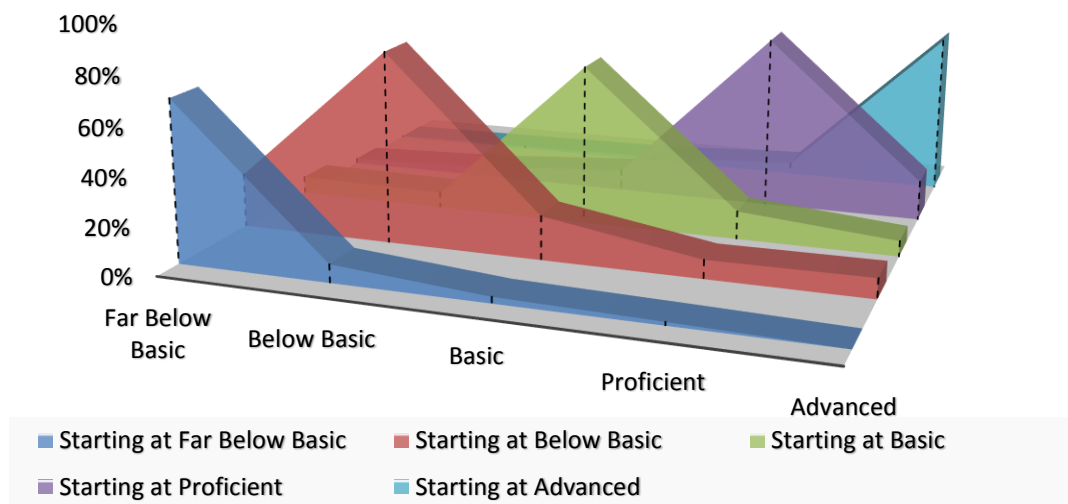 100%
80%
60%
40%
20%
0%
Far Below
Basic
Below Basic
Basic
Proficient
Advanced
Starting at Far Below Basic
Starting at Below Basic
Starting at Basic
Starting at Proficient
Starting at Advanced